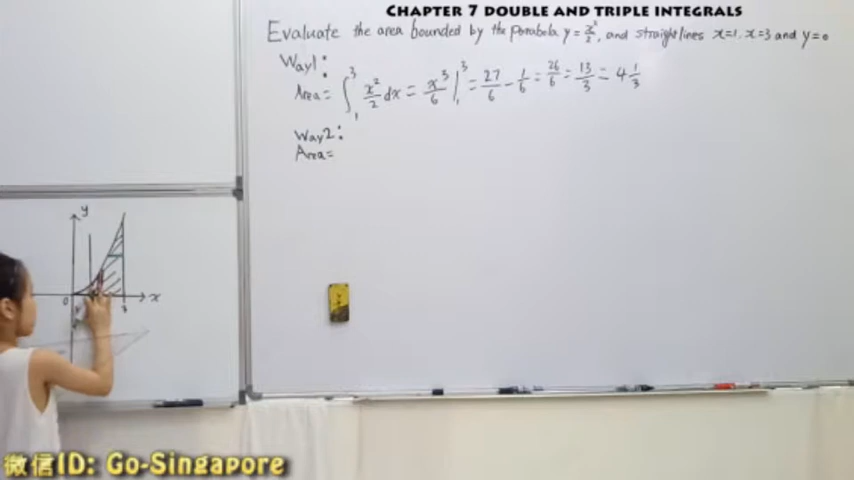 CHAPTER 7 DOUBLE AND TRIPLE INTEGRALS
Evaluate the area bounded by the parabola y = x²/2, and straight lines x=1, x=3 and y=0
Way1:
Area= ∫₁³ x²/2 dx = x³/6 |₁³ = 27/6 - 1/6 = 26/6 = 13/3 = 4 1/3
Way2:
Area=
y
0
3
x
微信ID: Go-Singapore